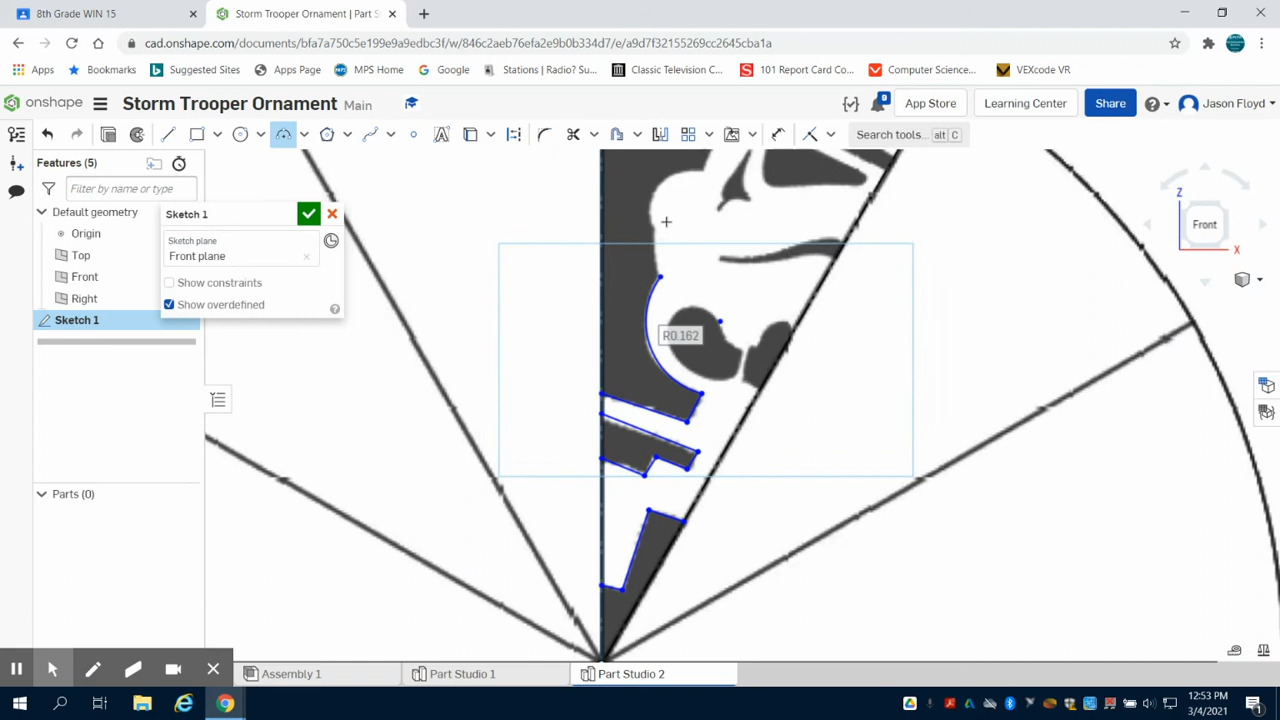 8th Grade WIN 15
Storm Trooper Ornament | Part S
cad.onshape.com/documents/bfa7a750c5e199e9a9edbc3f/w/846c2aeb76efa2e9b0b334d7/e/a9d7f32155269cc2645cba1a
Apps
Bookmarks
Suggested Sites
Apps Page
MPS Home
Google
Stations | Radio? Su...
Classic Television C...
101 Report Card Co...
Computer Science...
VEXcode VR
onshape
Storm Trooper Ornament Main
App Store
Learning Center
Share
Jason Floyd
Search tools... alt C
Features (5)
Filter by name or type
Default geometry
Origin
Top
Front
Right
Sketch 1
Sketch 1
Sketch plane
Front plane
Show constraints
Show overdefined
R0.162
Z
Front
X
Parts (0)
Assembly 1
Part Studio 1
Part Studio 2
12:53 PM
3/4/2021